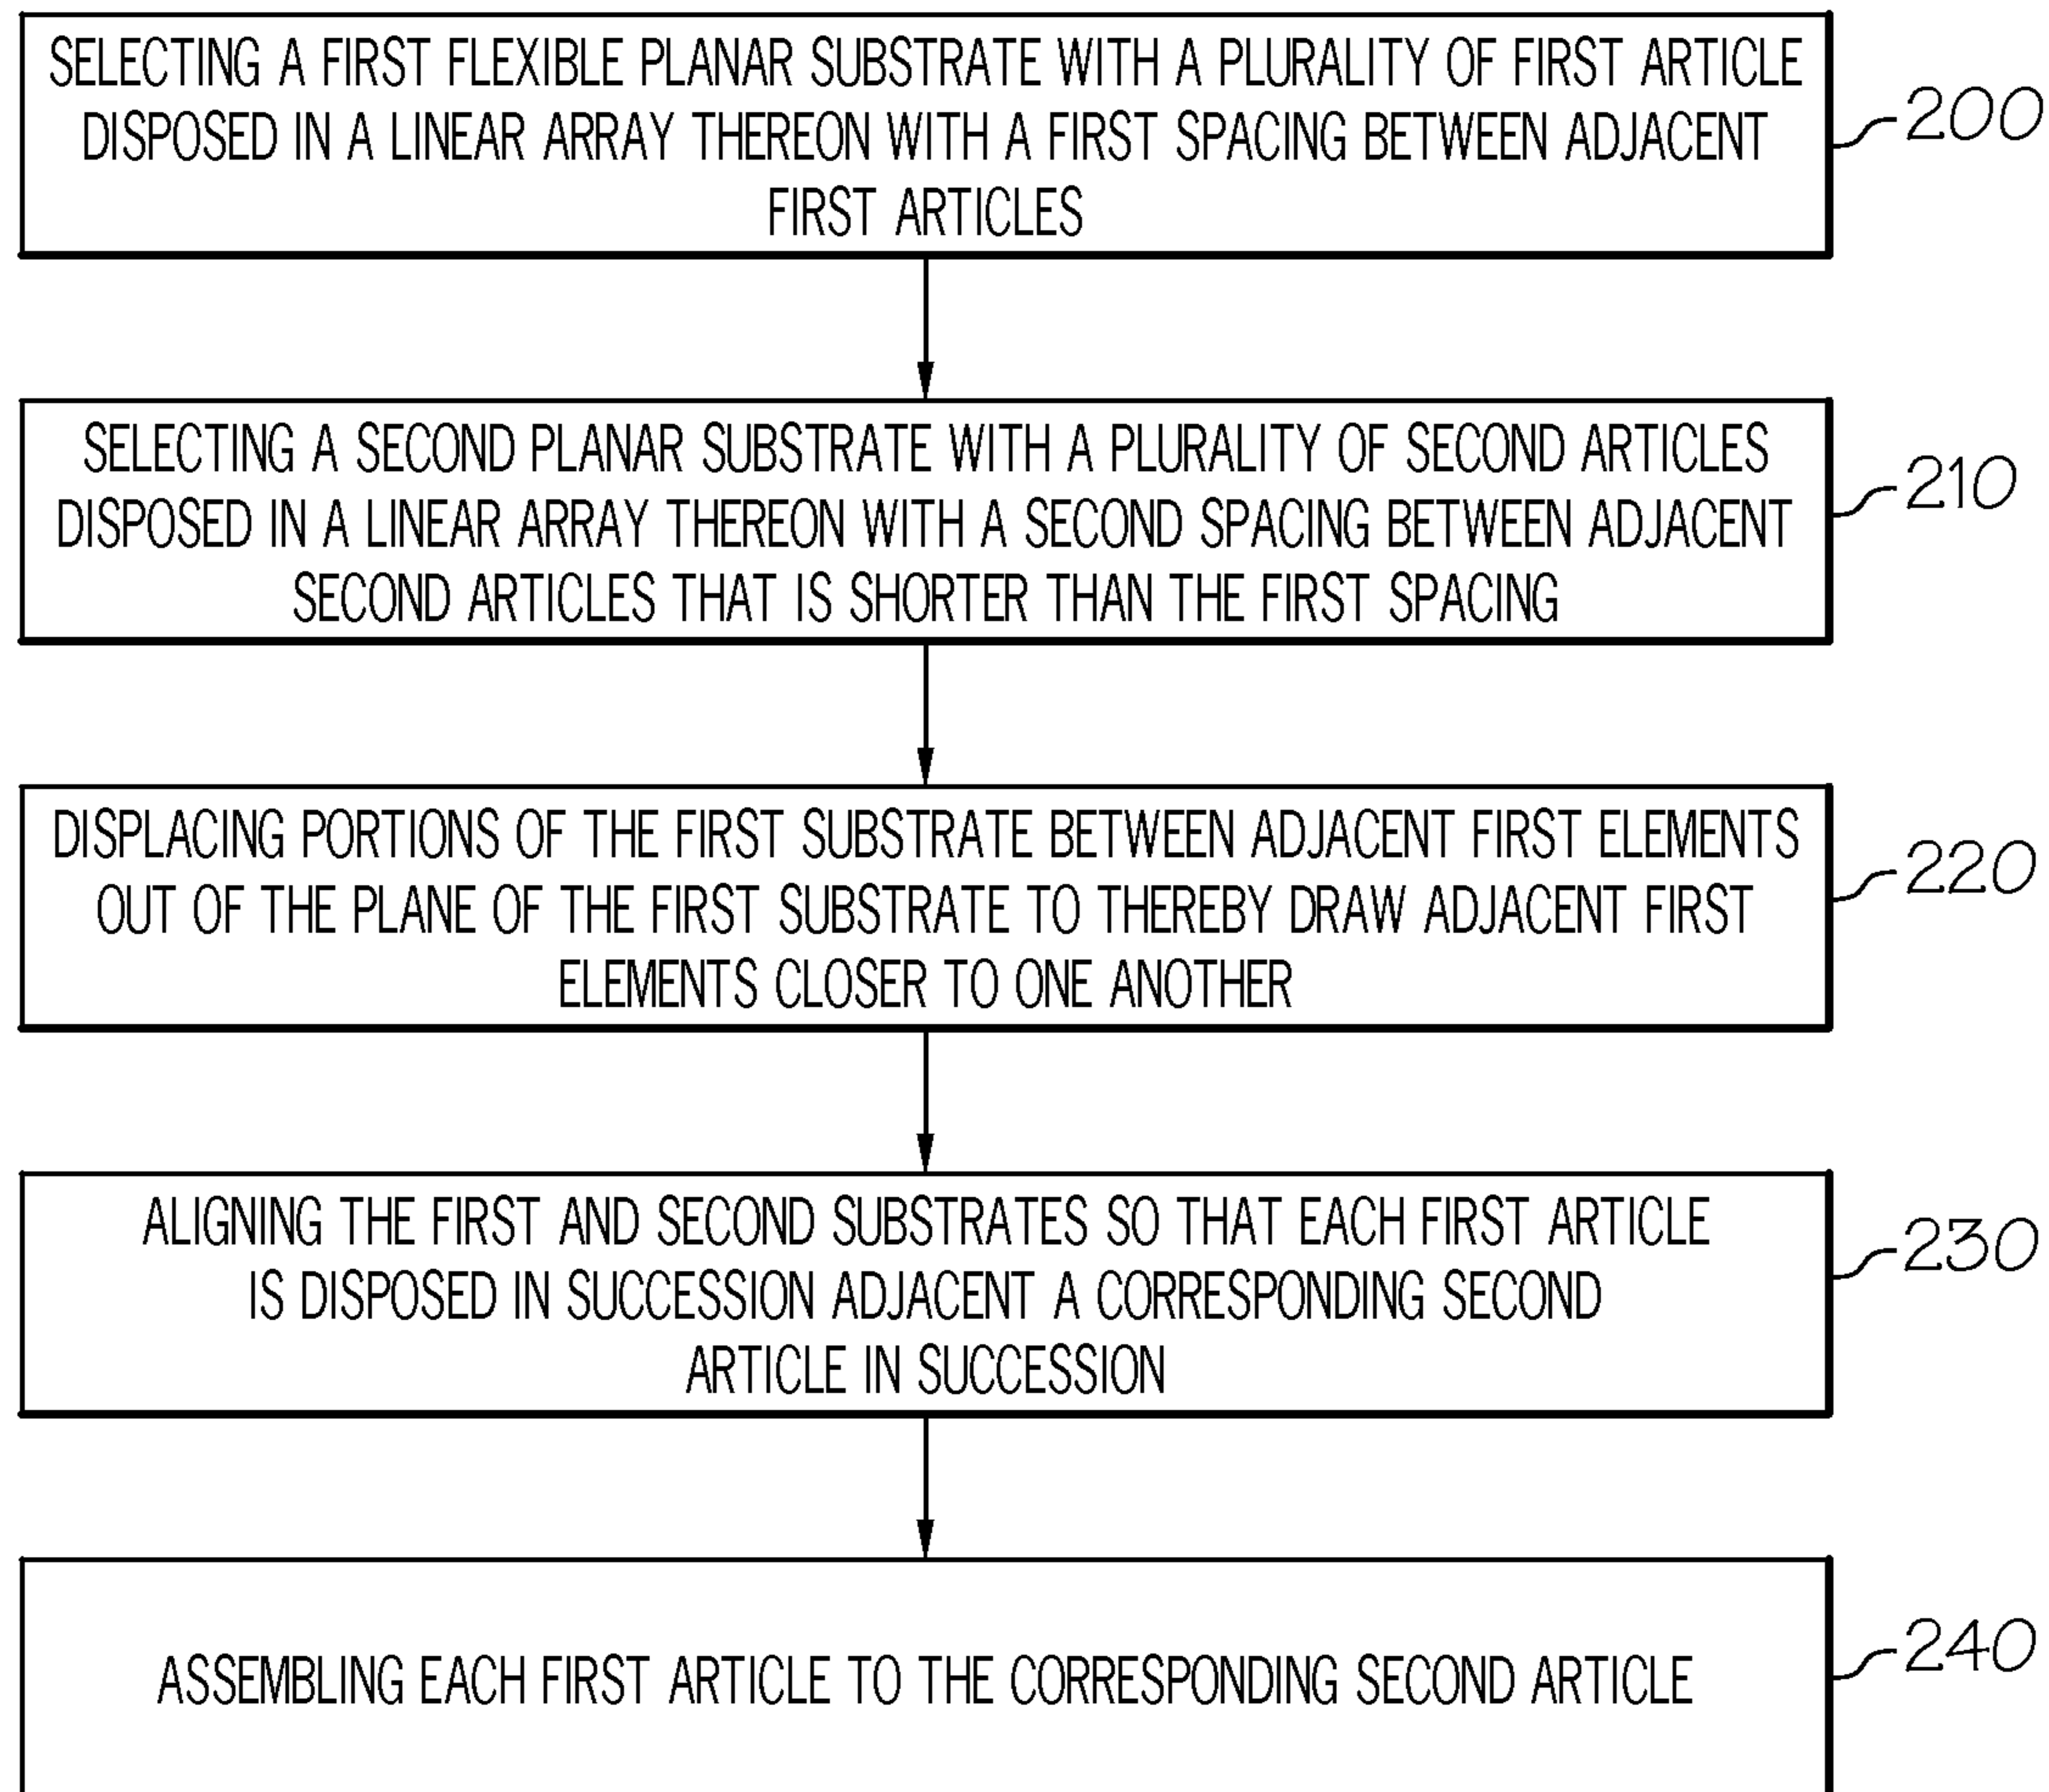 SELECTING A FIRST FLEXIBLE PLANAR SUBSTRATE WITH A PLURALITY OF FIRST ARTICLE
DISPOSED IN A LINEAR ARRAY THEREON WITH A FIRST SPACING BETWEEN ADJACENT
FIRST ARTICLES
200
SELECTING A SECOND PLANAR SUBSTRATE WITH A PLURALITY OF SECOND ARTICLES
DISPOSED IN A LINEAR ARRAY THEREON WITH A SECOND SPACING BETWEEN ADJACENT
SECOND ARTICLES THAT IS SHORTER THAN THE FIRST SPACING
210
DISPLACING PORTIONS OF THE FIRST SUBSTRATE BETWEEN ADJACENT FIRST ELEMENTS
OUT OF THE PLANE OF THE FIRST SUBSTRATE TO THEREBY DRAW ADJACENT FIRST
ELEMENTS CLOSER TO ONE ANOTHER
220
ALIGNING THE FIRST AND SECOND SUBSTRATES SO THAT EACH FIRST ARTICLE
IS DISPOSED IN SUCCESSION ADJACENT A CORRESPONDING SECOND
ARTICLE IN SUCCESSION
230
ASSEMBLING EACH FIRST ARTICLE TO THE CORRESPONDING SECOND ARTICLE
240